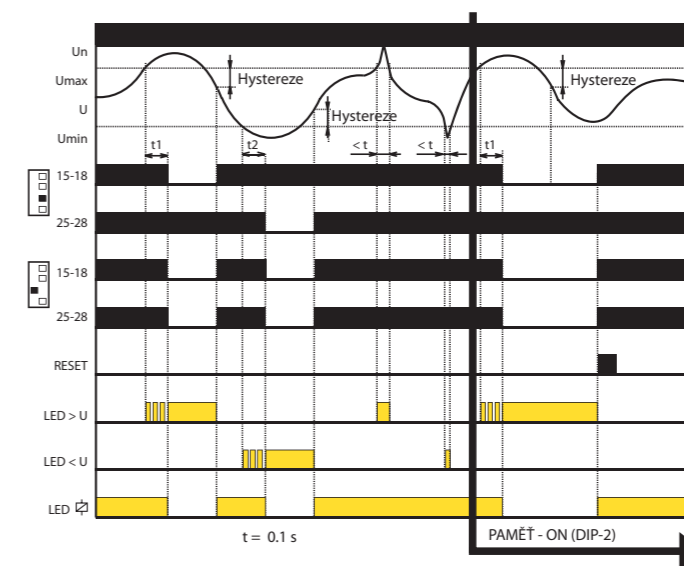 Un
Umax
Hystereze
Hystereze
U
Hystereze
Umin
t1
t2
< t
< t
t1
15-18
25-28
15-18
25-28
RESET
LED > U
LED < U
LED
t = 0.1 s
PAMĚŤ - ON (DIP-2)